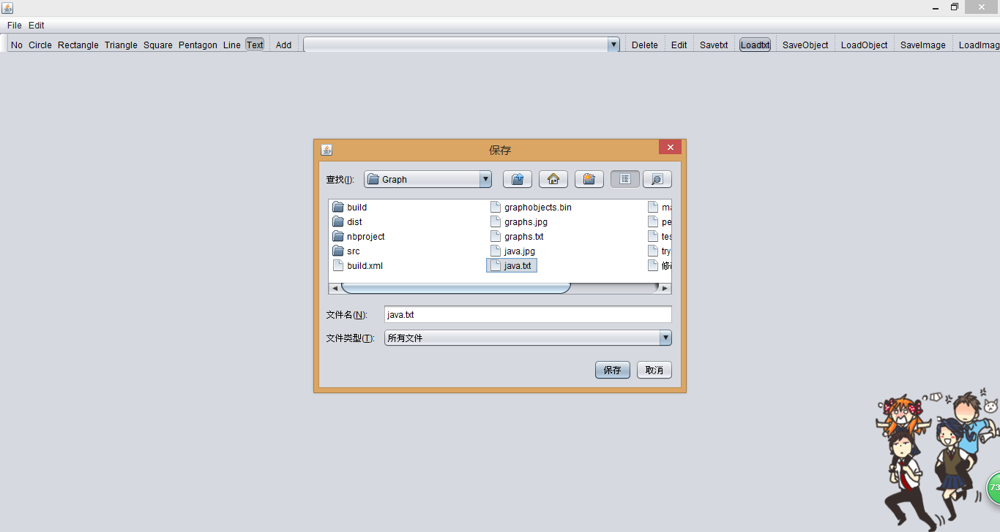 File Edit
No Circle Rectangle Triangle Square Pentagon Line Text Add Delete Edit Savetxt Loadtxt SaveObject LoadObject SaveImage LoadImag
保存
查找(I): Graph
build graphobjects.bin ma
dist graphs.jpg pe
nbproject graphs.txt tes
src java.jpg try
build.xml java.txt
文件名(N): java.txt
文件类型(T): 所有文件
保存 取消
73